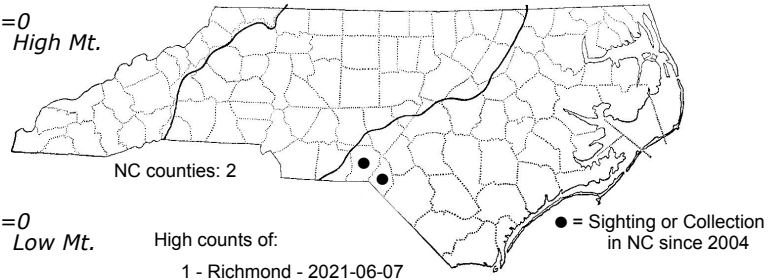 =0
High Mt.
NC counties: 2
=0
Low Mt.
High counts of:
1 - Richmond - 2021-06-07
● = Sighting or Collection
in NC since 2004